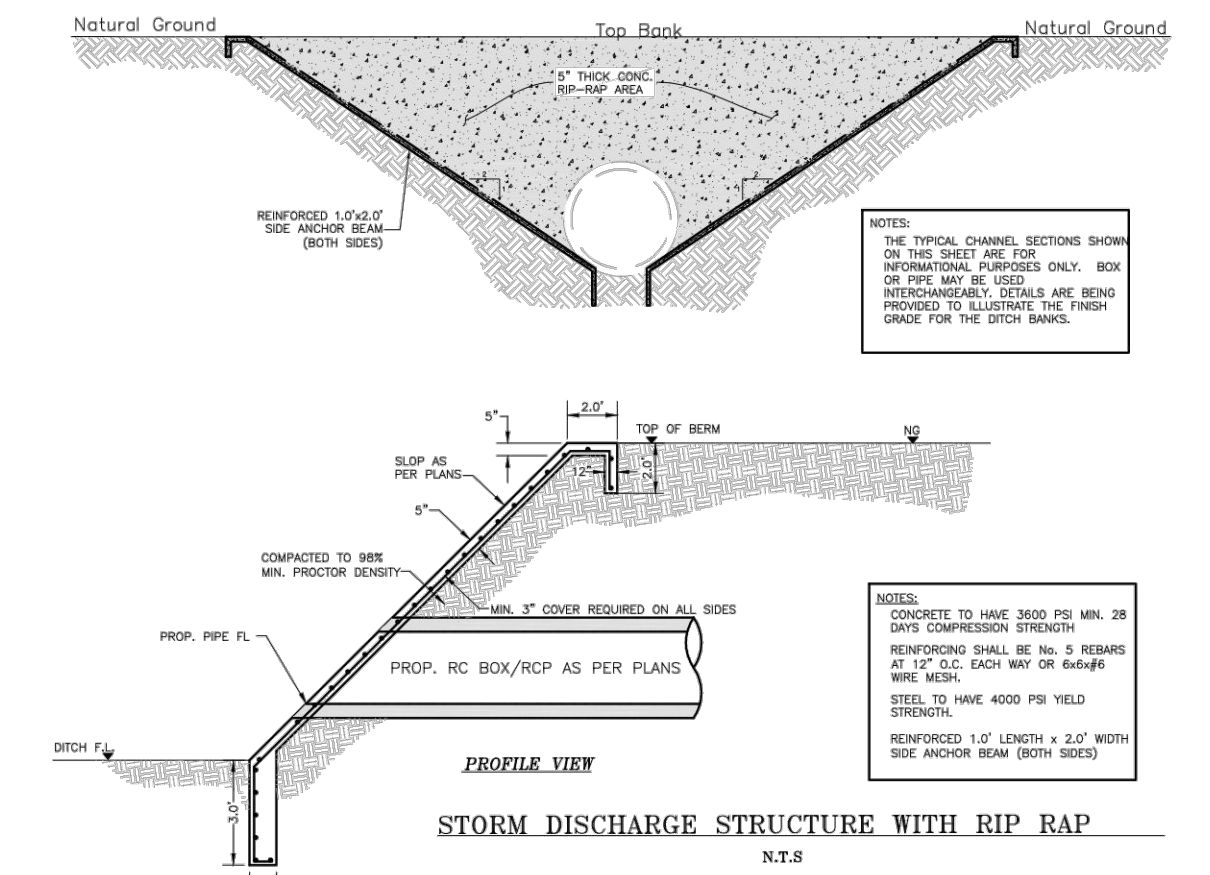 Natural Ground
Top Bank
Natural Ground
5" THICK CONC.
RIP-RAP AREA
2
1
2
1
REINFORCED 1.0'x2.0'
SIDE ANCHOR BEAM
(BOTH SIDES)
NOTES:
THE TYPICAL CHANNEL SECTIONS SHOWN
ON THIS SHEET ARE FOR
INFORMATIONAL PURPOSES ONLY. BOX
OR PIPE MAY BE USED
INTERCHANGEABLY. DETAILS ARE BEING
PROVIDED TO ILLUSTRATE THE FINISH
GRADE FOR THE DITCH BANKS.
2.0'
5"
TOP OF BERM
NG
SLOP AS
PER PLANS
12"
2.0'
5"
COMPACTED TO 98%
MIN. PROCTOR DENSITY
MIN. 3" COVER REQUIRED ON ALL SIDES
PROP. PIPE FL
PROP. RC BOX/RCP AS PER PLANS
DITCH F.L.
3.0'
PROFILE VIEW
NOTES:
CONCRETE TO HAVE 3600 PSI MIN. 28
DAYS COMPRESSION STRENGTH
REINFORCING SHALL BE No. 5 REBARS
AT 12" O.C. EACH WAY OR 6x6x#6
WIRE MESH.
STEEL TO HAVE 4000 PSI YIELD
STRENGTH.
REINFORCED 1.0' LENGTH x 2.0' WIDTH
SIDE ANCHOR BEAM (BOTH SIDES)
STORM DISCHARGE STRUCTURE WITH RIP RAP
N.T.S